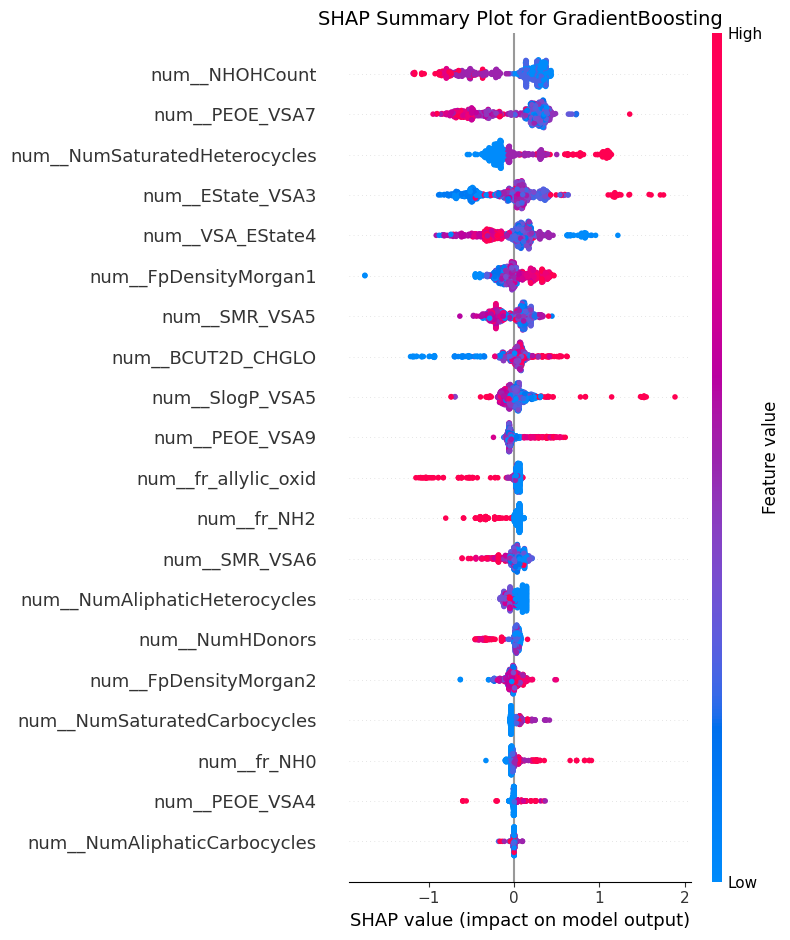 SHAP Summary Plot for GradientBoosting
High
num__NHOHCount
num__PEOE_VSA7
num__NumSaturatedHeterocycles
num__EState_VSA3
num__VSA_EState4
num__FpDensityMorgan1
num__SMR_VSA5
num__BCUT2D_CHGLO
num__SlogP_VSA5
num__PEOE_VSA9
num__fr_allylic_oxid
num__fr_NH2
num__SMR_VSA6
num__NumAliphaticHeterocycles
num__NumHDonors
num__FpDensityMorgan2
num__NumSaturatedCarbocycles
num__fr_NH0
num__PEOE_VSA4
num__NumAliphaticCarbocycles
Feature value
Low
−1 0 1 2
SHAP value (impact on model output)